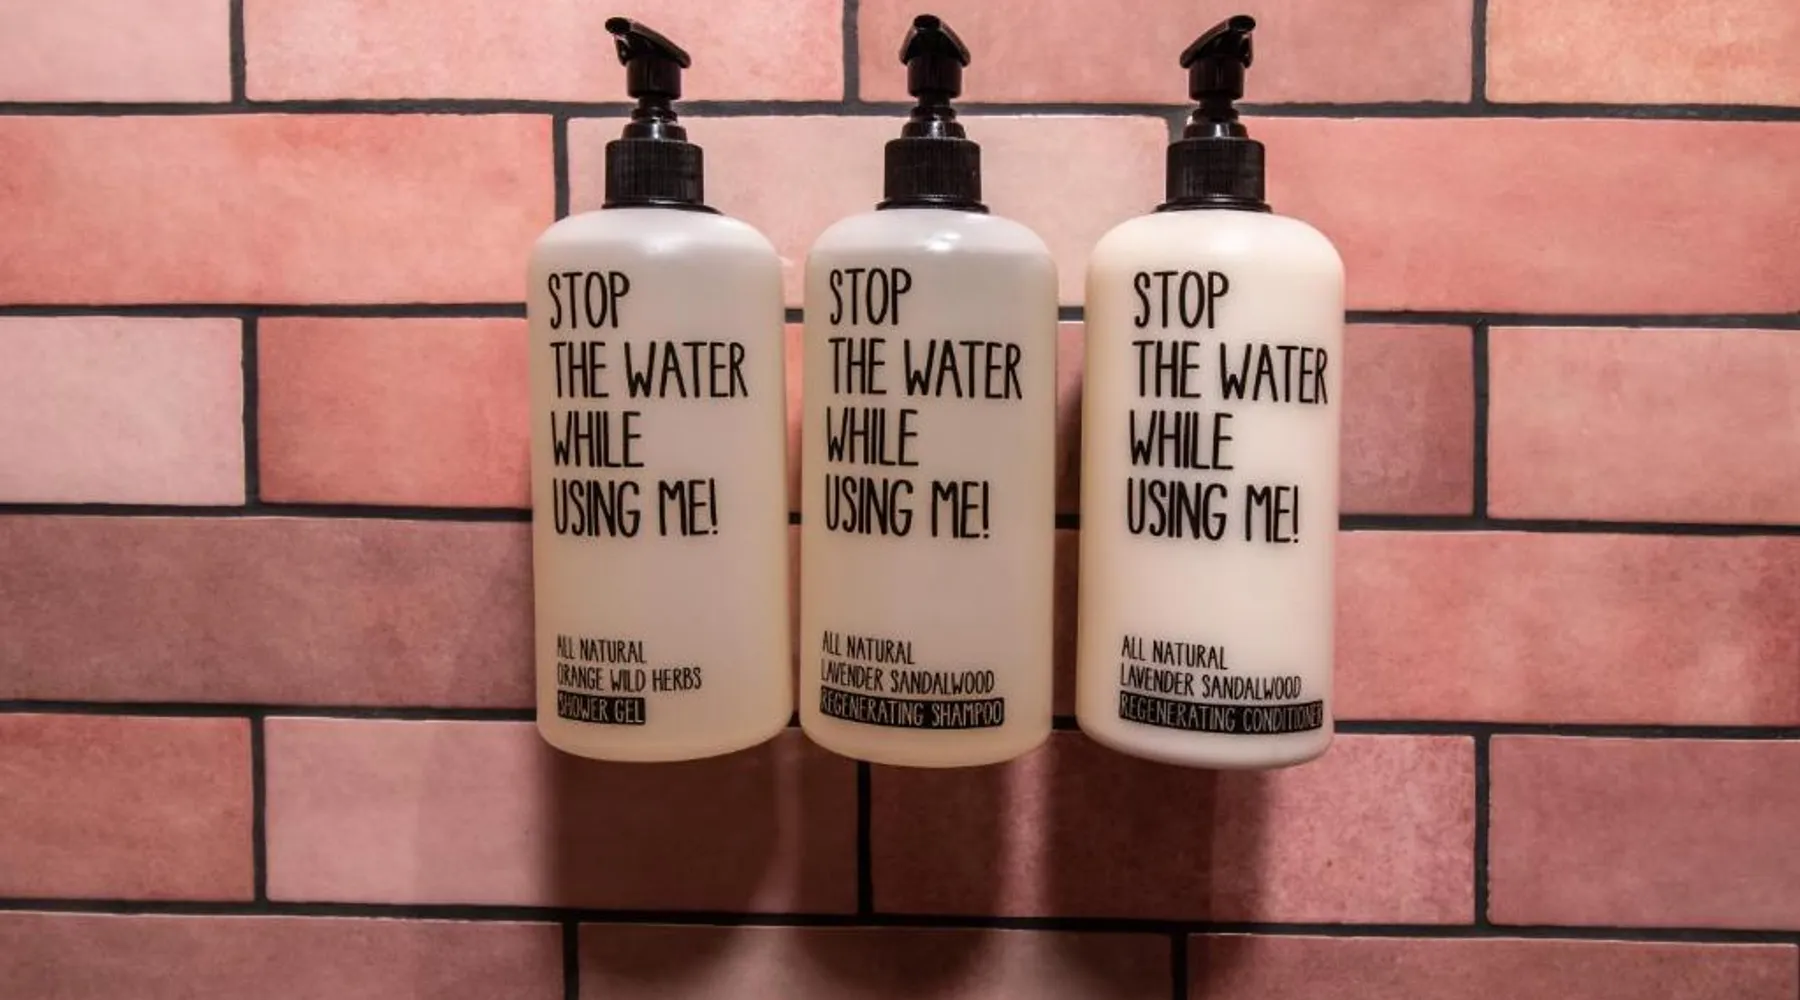 STOP
THE WATER
WHILE
USING ME!
ALL NATURAL
ORANGE WILD HERBS
SHOWER GEL
STOP
THE WATER
WHILE
USING ME!
ALL NATURAL
LAVENDER SANDALWOOD
REGENERATING SHAMPOO
STOP
THE WATER
WHILE
USING ME!
ALL NATURAL
LAVENDER SANDALWOOD
REGENERATING CONDITIONER